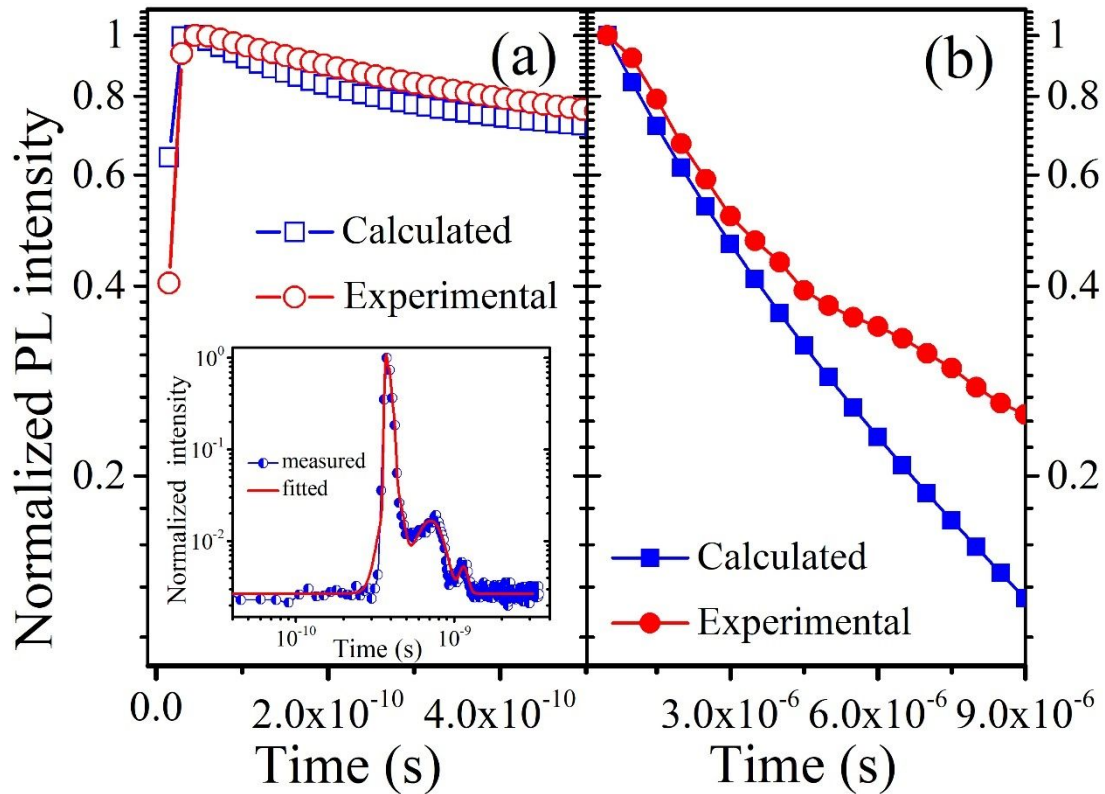 Normalized PL intensity
1
0.8
0.6
0.4
0.2
(a)
Calculated
Experimental
Normalized intensity
10⁰
10⁻¹
10⁻²
measured
fitted
10⁻¹⁰
10⁻⁹
Time (s)
0.0
2.0x10⁻¹⁰
4.0x10⁻¹⁰
Time (s)
(b)
1
0.8
0.6
0.4
0.2
Calculated
Experimental
3.0x10⁻⁶
6.0x10⁻⁶
9.0x10⁻⁶
Time (s)